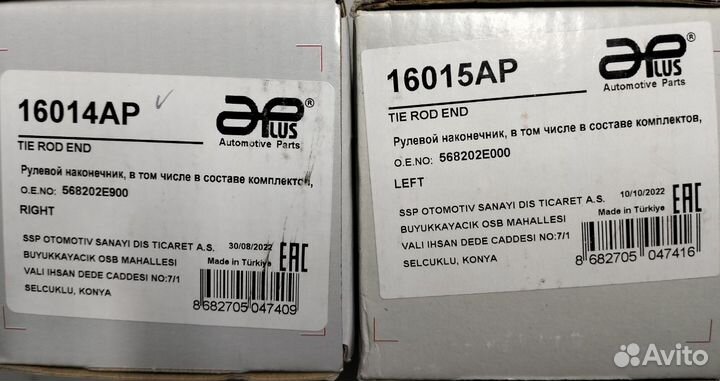 16014AP
aPLUS®
Automotive Parts
TIE ROD END
Рулевой наконечник, в том числе в составе комплектов,
O.E.NO: 568202E900
RIGHT
SSP OTOMOTIV SANAYI DIS TICARET A.S.
30/08/2022
BUYUKKAYACIK OSB MAHALLESI
Made in Türkiye
EAC
VALI IHSAN DEDE CADDESI NO:7/1
SELCUKLU, KONYA
8 682705 047409
16015AP
aPLUS®
Automotive Parts
TIE ROD END
Рулевой наконечник, в том числе в составе комплектов,
O.E.NO: 568202E000
LEFT
10/10/2022
SSP OTOMOTIV SANAYI DIS TICARET A.S.
Made in Türkiye
EAC
BUYUKKAYACIK OSB MAHALLESI
VALI IHSAN DEDE CADDESI NO:7/1
SELCUKLU, KONYA
8 682705 047416
Avito